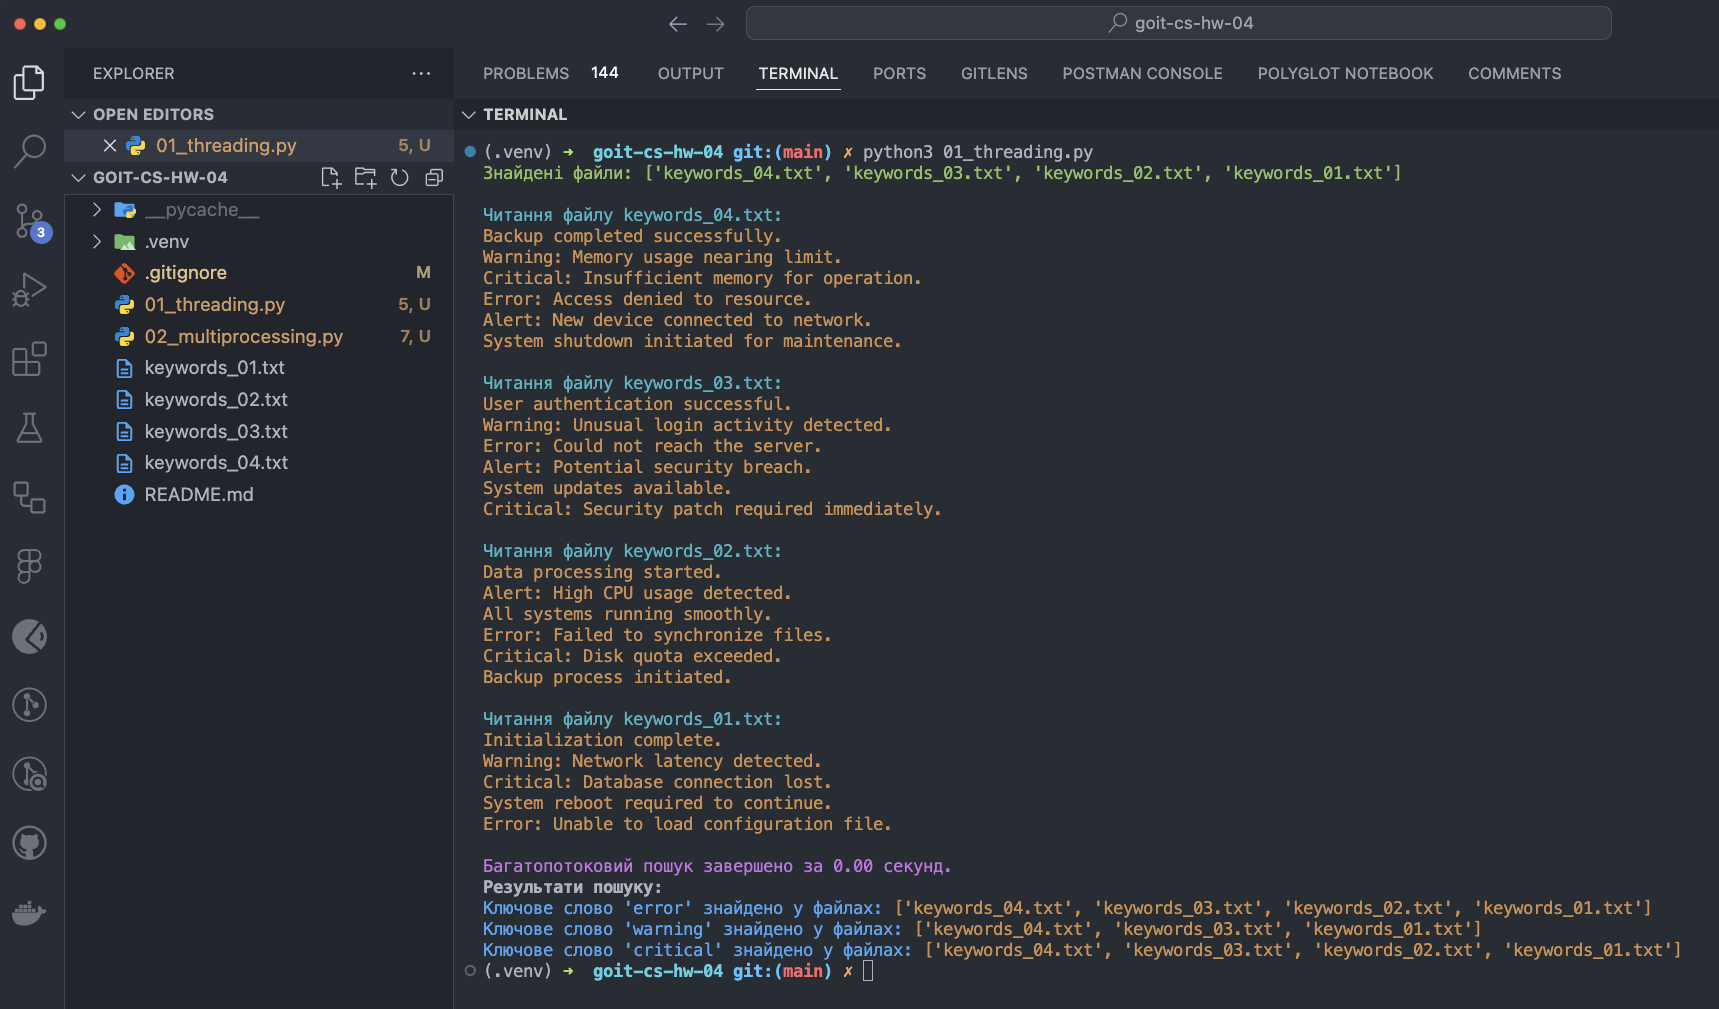 goit-cs-hw-04
EXPLORER
PROBLEMS 144 OUTPUT TERMINAL PORTS GITLENS POSTMAN CONSOLE POLYGLOT NOTEBOOK COMMENTS
OPEN EDITORS
01_threading.py 5, U
GOIT-CS-HW-04
__pycache__
.venv
.gitignore M
01_threading.py 5, U
02_multiprocessing.py 7, U
keywords_01.txt
keywords_02.txt
keywords_03.txt
keywords_04.txt
README.md
3
TERMINAL
(.venv) → goit-cs-hw-04 git:(main) ✗ python3 01_threading.py
Знайдені файли: ['keywords_04.txt', 'keywords_03.txt', 'keywords_02.txt', 'keywords_01.txt']
Читання файлу keywords_04.txt:
Backup completed successfully.
Warning: Memory usage nearing limit.
Critical: Insufficient memory for operation.
Error: Access denied to resource.
Alert: New device connected to network.
System shutdown initiated for maintenance.
Читання файлу keywords_03.txt:
User authentication successful.
Warning: Unusual login activity detected.
Error: Could not reach the server.
Alert: Potential security breach.
System updates available.
Critical: Security patch required immediately.
Читання файлу keywords_02.txt:
Data processing started.
Alert: High CPU usage detected.
All systems running smoothly.
Error: Failed to synchronize files.
Critical: Disk quota exceeded.
Backup process initiated.
Читання файлу keywords_01.txt:
Initialization complete.
Warning: Network latency detected.
Critical: Database connection lost.
System reboot required to continue.
Error: Unable to load configuration file.
Багатопотоковий пошук завершено за 0.00 секунд.
Результати пошуку:
Ключове слово 'error' знайдено у файлах: ['keywords_04.txt', 'keywords_03.txt', 'keywords_02.txt', 'keywords_01.txt']
Ключове слово 'warning' знайдено у файлах: ['keywords_04.txt', 'keywords_03.txt', 'keywords_01.txt']
Ключове слово 'critical' знайдено у файлах: ['keywords_04.txt', 'keywords_03.txt', 'keywords_02.txt', 'keywords_01.txt']
(.venv) → goit-cs-hw-04 git:(main) ✗